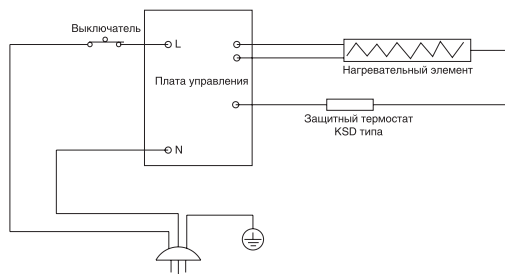 Выключатель
L
Плата управления
Нагревательный элемент
Защитный термостат
KSD типа
N